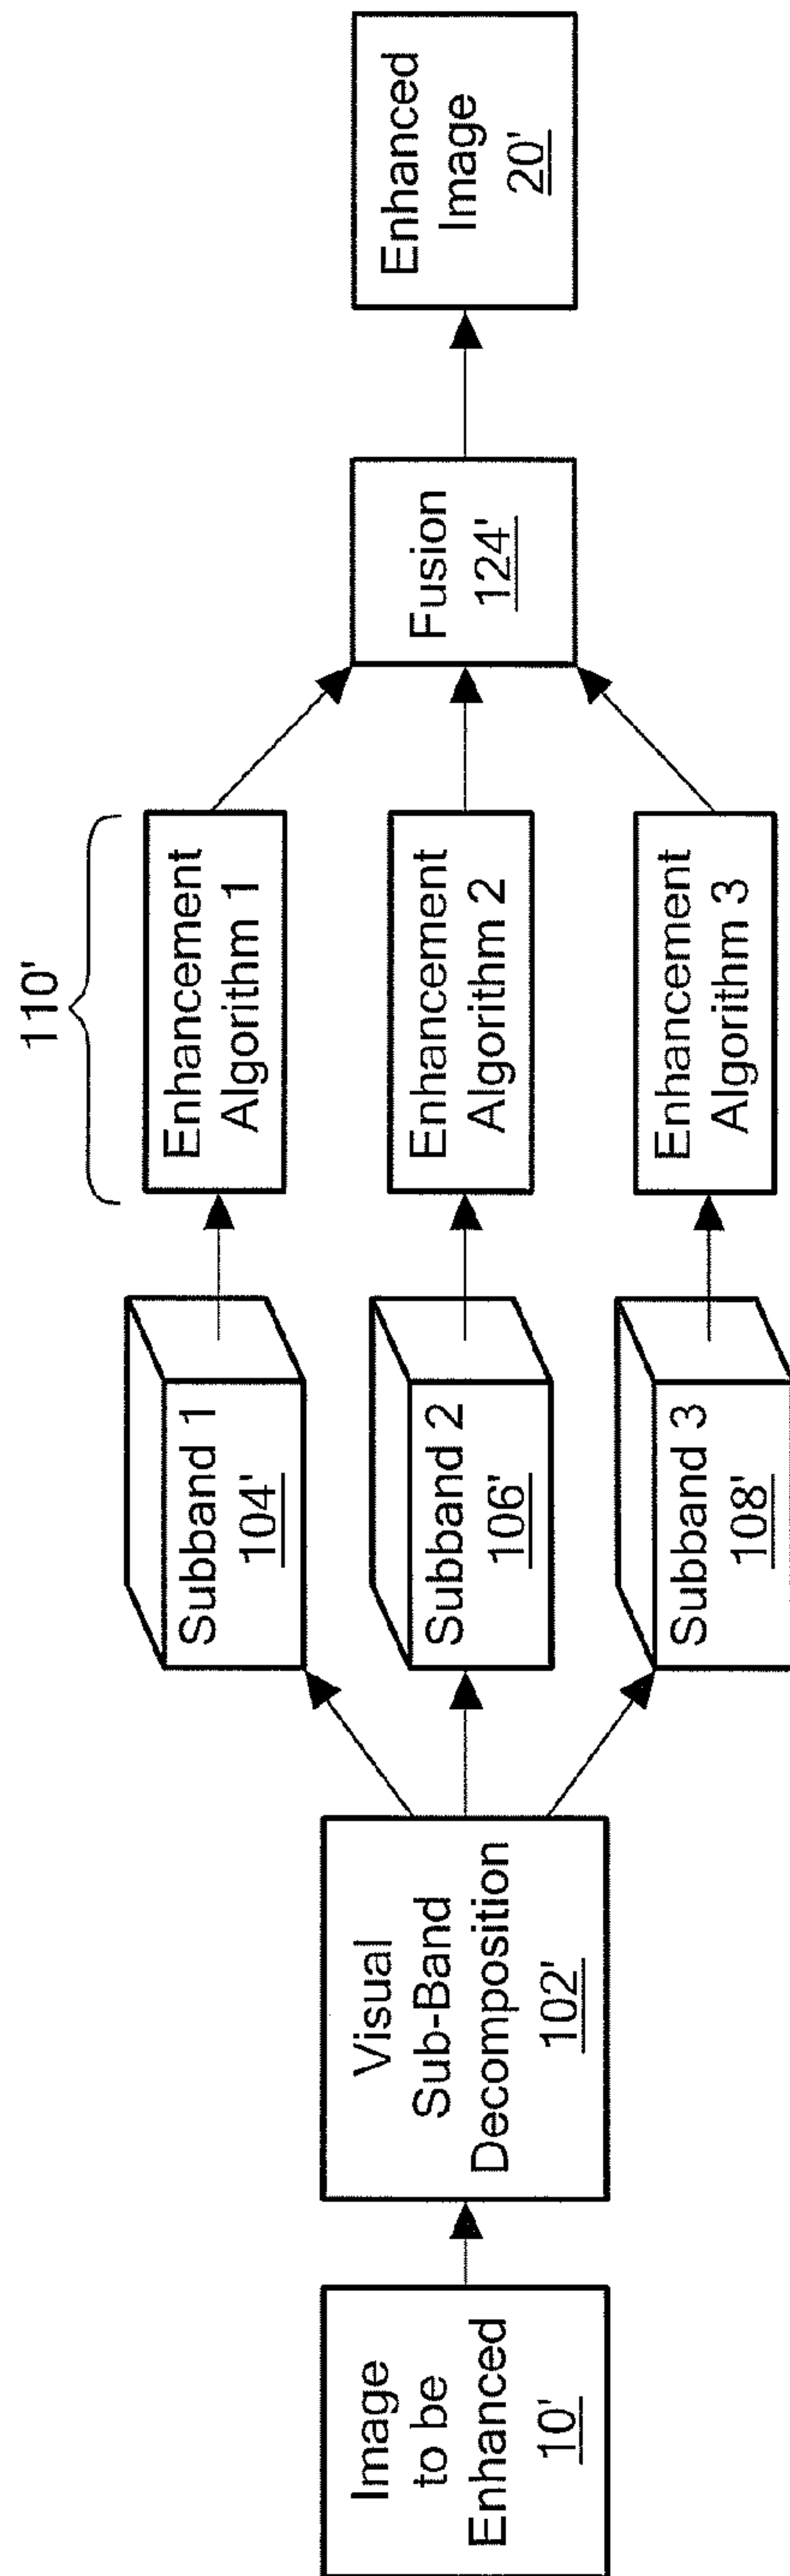 Image
to be
Enhanced
10'
Visual
Sub-Band
Decomposition
102'
Subband 1
104'
Subband 2
106'
Subband 3
108'
110'
Enhancement
Algorithm 1
Enhancement
Algorithm 2
Enhancement
Algorithm 3
Fusion
124'
Enhanced
Image
20'